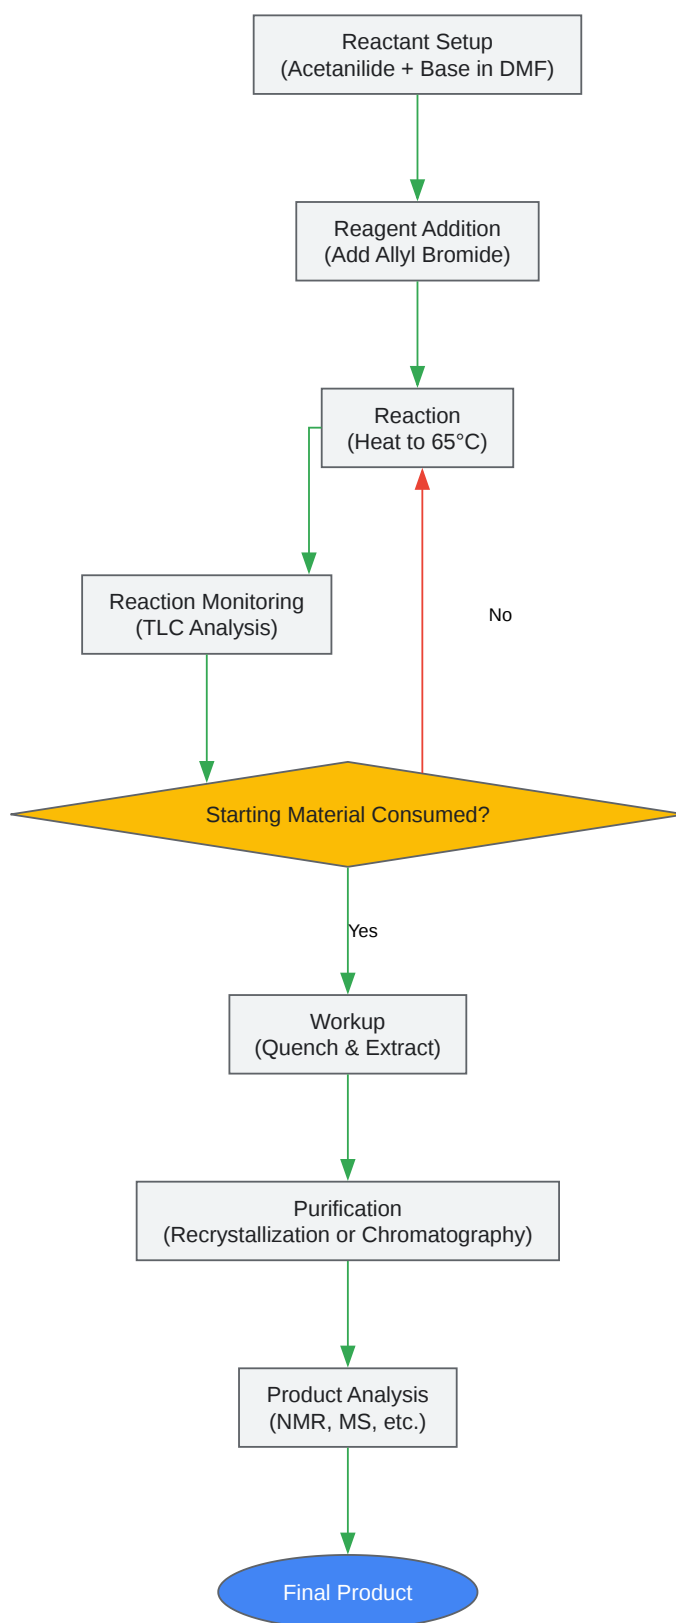 Reactant Setup
(Acetanilide + Base in DMF)
Reagent Addition
(Add Allyl Bromide)
Reaction
(Heat to 65°C)
Reaction Monitoring
(TLC Analysis)
No
Starting Material Consumed?
Yes
Workup
(Quench & Extract)
Purification
(Recrystallization or Chromatography)
Product Analysis
(NMR, MS, etc.)
Final Product